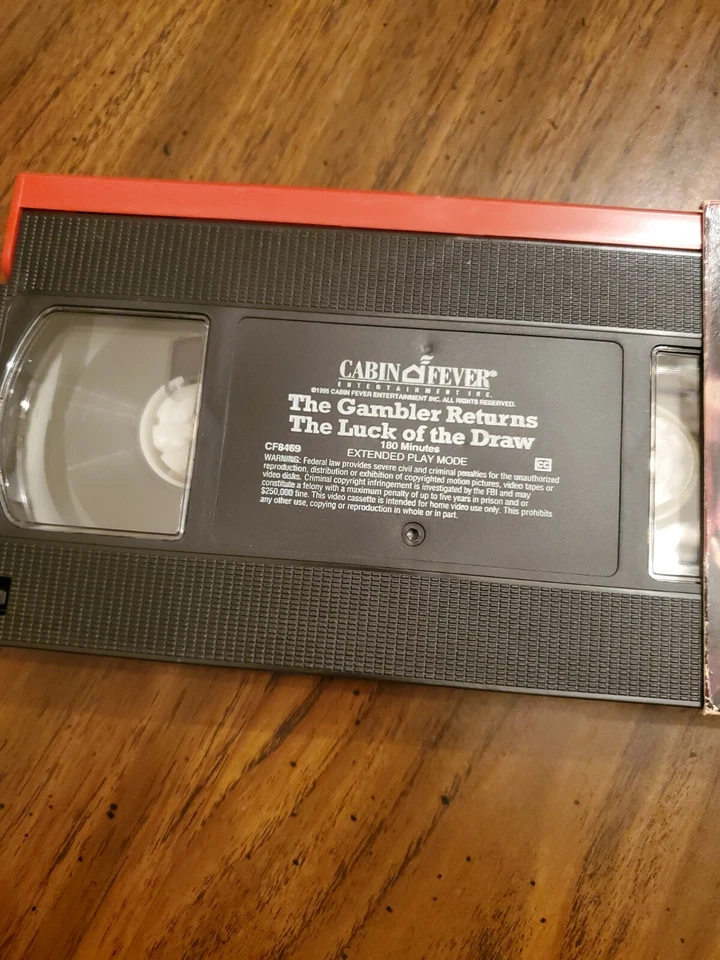 CABIN FEVER®
ENTERTAINMENT INC.
©1995 CABIN FEVER ENTERTAINMENT INC. ALL RIGHTS RESERVED.
The Gambler Returns
The Luck of the Draw
180 Minutes
CF8469
EXTENDED PLAY MODE
CC
WARNING: Federal law provides severe civil and criminal penalties for the unauthorized
reproduction, distribution or exhibition of copyrighted motion pictures, video tapes or
video disks. Criminal copyright infringement is investigated by the FBI and may
constitute a felony with a maximum penalty of up to five years in prison and or
$250,000 fine. This video cassette is intended for home video use only. This prohibits
any other use, copying or reproduction in whole or in part.